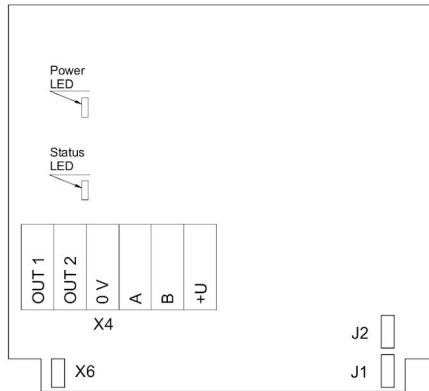 Power
LED
Status
LED
OUT 1
OUT 2
0 V
A
B
+U
X4
J2
X6
J1